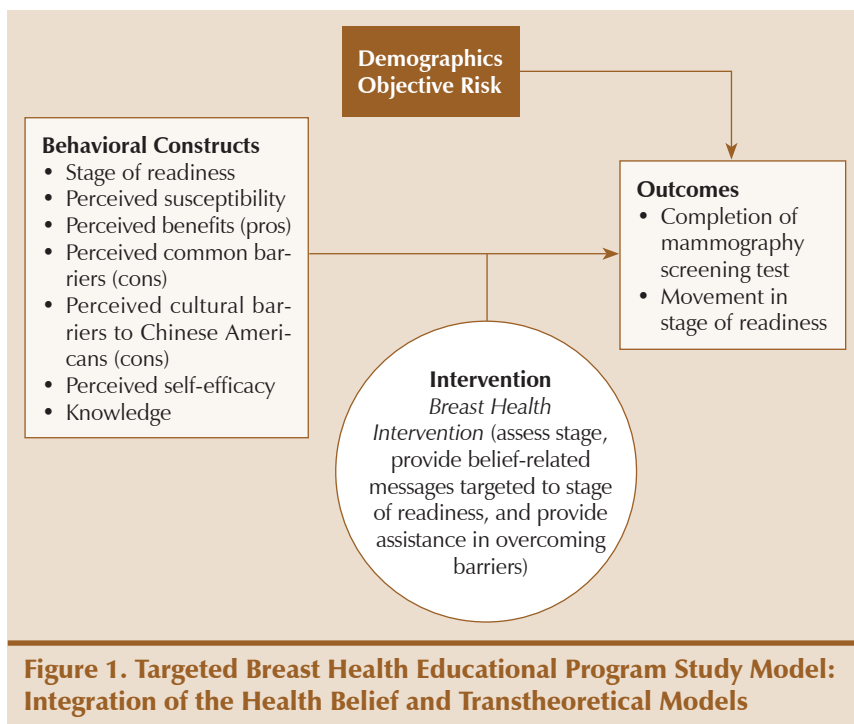 Demographics
Objective Risk
Behavioral Constructs
• Stage of readiness
• Perceived susceptibility
• Perceived benefits (pros)
• Perceived common bar-
riers (cons)
• Perceived cultural bar-
riers to Chinese Ameri-
cans (cons)
• Perceived self-efficacy
• Knowledge
Outcomes
• Completion of
mammography
screening test
• Movement in
stage of readiness
Intervention
Breast Health
Intervention (assess stage,
provide belief-related
messages targeted to stage
of readiness, and provide
assistance in overcoming
barriers)
Figure 1. Targeted Breast Health Educational Program Study Model:
Integration of the Health Belief and Transtheoretical Models